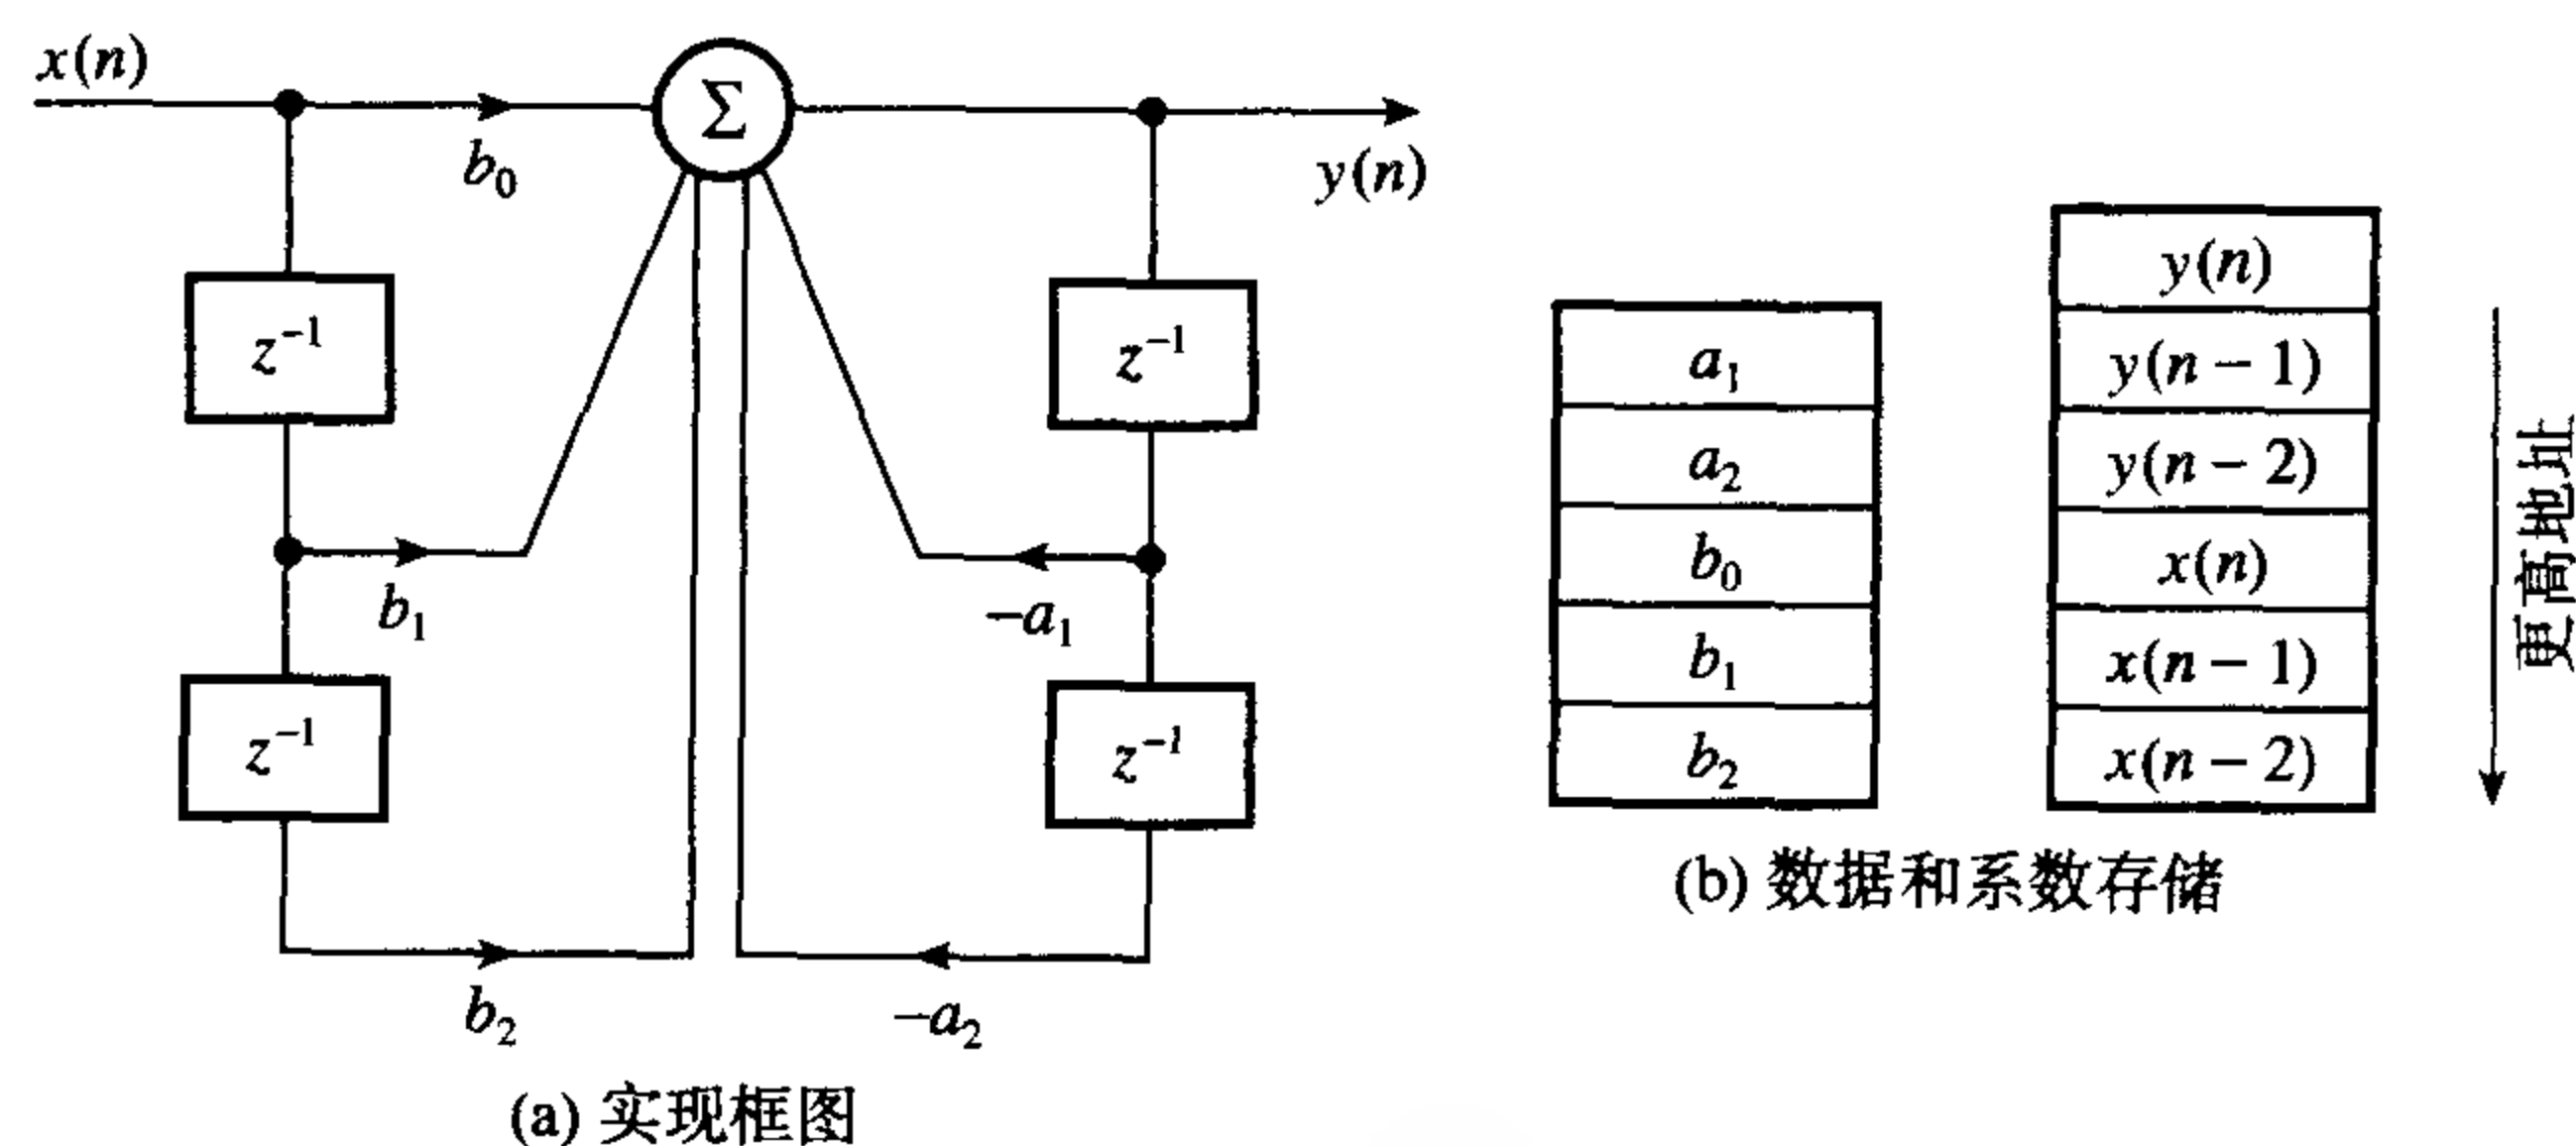 x(n)
Σ
b₀
y(n)
z⁻¹
z⁻¹
b₁
−a₁
z⁻¹
z⁻¹
b₂
−a₂
(a) 实现框图
a₁
a₂
b₀
b₁
b₂
y(n)
y(n − 1)
y(n − 2)
x(n)
x(n − 1)
x(n − 2)
更高地址
(b) 数据和系数存储